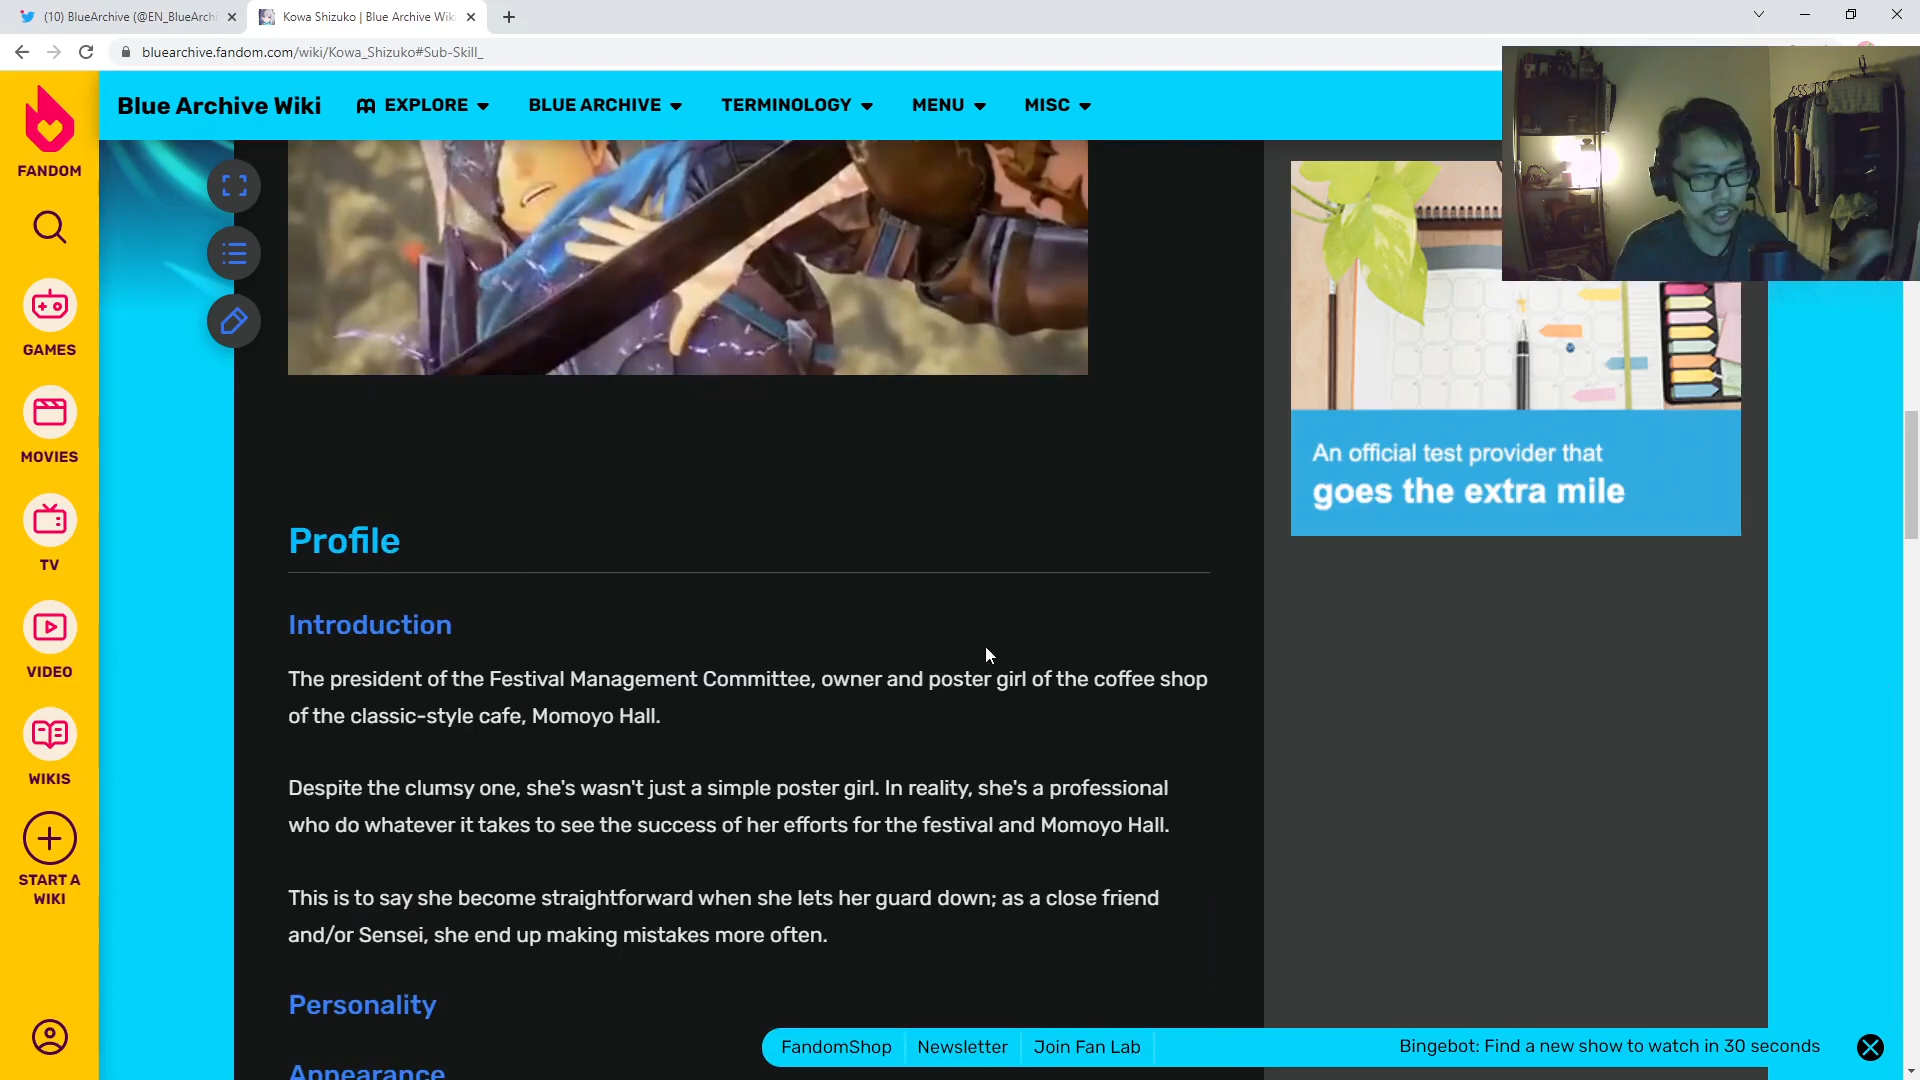 (10) BlueArchive (@EN_BlueArchi
Kowa Shizuko | Blue Archive Wiki
bluearchive.fandom.com/wiki/Kowa_Shizuko#Sub-Skill_
FANDOM
GAMES
MOVIES
TV
VIDEO
WIKIS
START A
WIKI
Blue Archive Wiki
EXPLORE
BLUE ARCHIVE
TERMINOLOGY
MENU
MISC
An official test provider that
goes the extra mile
Profile
Introduction
The president of the Festival Management Committee, owner and poster girl of the coffee shop
of the classic-style cafe, Momoyo Hall.
Despite the clumsy one, she's wasn't just a simple poster girl. In reality, she's a professional
who do whatever it takes to see the success of her efforts for the festival and Momoyo Hall.
This is to say she become straightforward when she lets her guard down; as a close friend
and/or Sensei, she end up making mistakes more often.
Personality
Appearance
FandomShop
Newsletter
Join Fan Lab
Bingebot: Find a new show to watch in 30 seconds